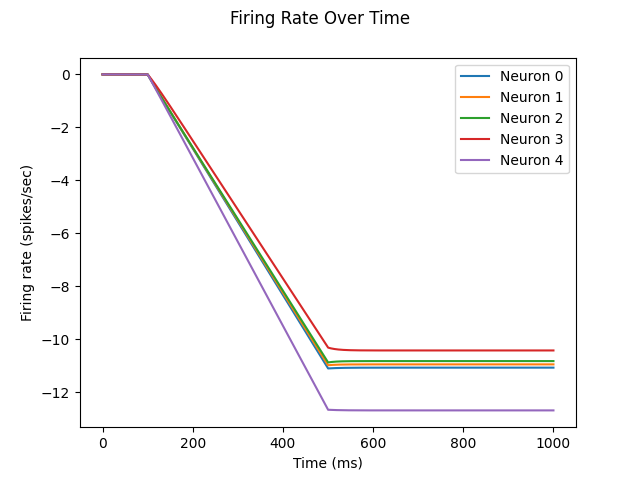 Firing Rate Over Time
Firing rate (spikes/sec)
0
−2
−4
−6
−8
−10
−12
Neuron 0
Neuron 1
Neuron 2
Neuron 3
Neuron 4
0 200 400 600 800 1000
Time (ms)